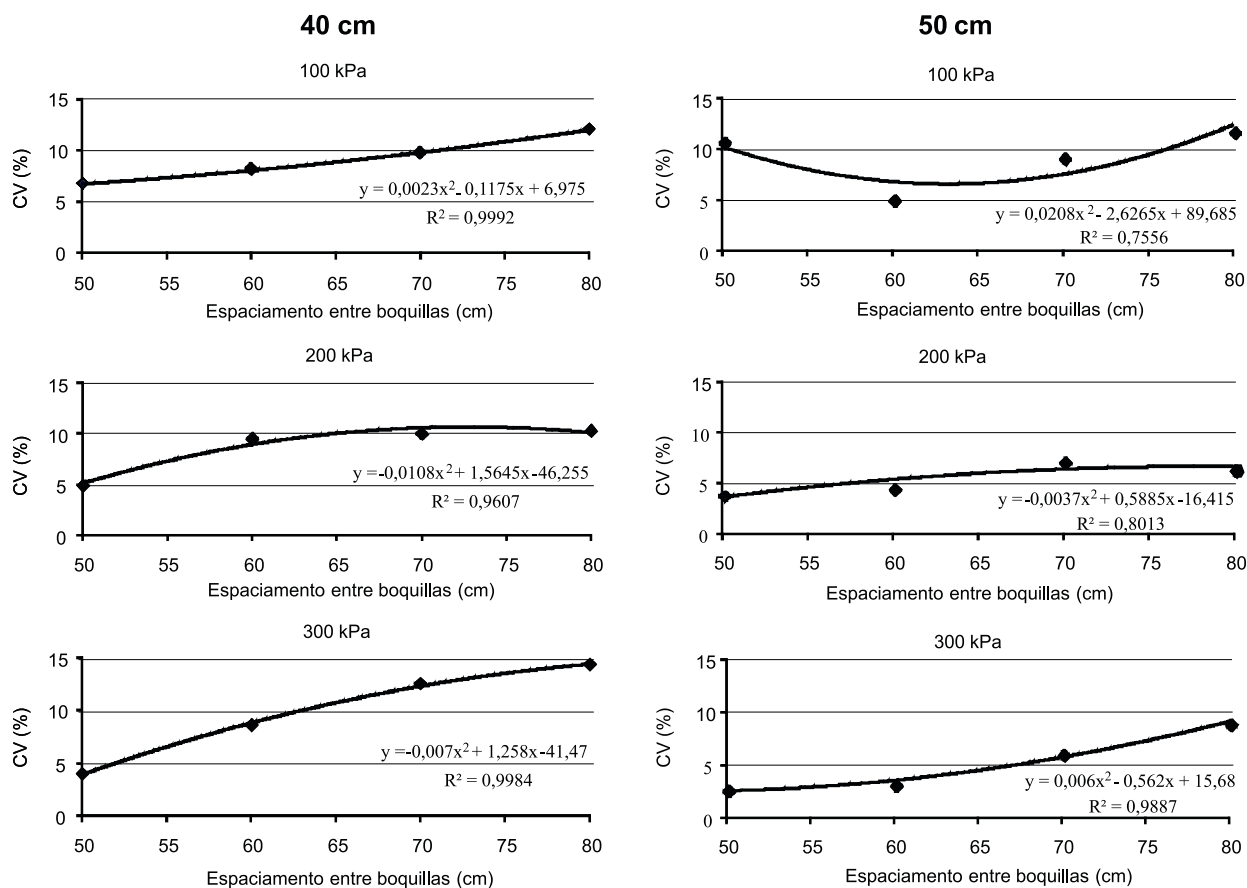 40 cm
100 kPa
CV (%)
15
10
5
0
y = 0,0023x² - 0,1175x + 6,975
R² = 0,9992
50 55 60 65 70 75 80
Espaciamento entre boquillas (cm)
200 kPa
CV (%)
15
10
5
0
y =-0,0108x² + 1,5645x-46,255
R² = 0,9607
50 55 60 65 70 75 80
Espaciamento entre boquillas (cm)
300 kPa
CV (%)
15
10
5
0
y =-0,007x² + 1,258x-41,47
R² = 0,9984
50 55 60 65 70 75 80
Espaciamento entre boquillas (cm)
50 cm
100 kPa
CV (%)
15
10
5
0
y = 0,0208x² - 2,6265x + 89,685
R² = 0,7556
50 55 60 65 70 75 80
Espaciamento entre boquillas (cm)
200 kPa
CV (%)
15
10
5
0
y =-0,0037x² + 0,5885x-16,415
R² = 0,8013
50 55 60 65 70 75 80
Espaciamento entre boquillas (cm)
300 kPa
CV (%)
15
10
5
0
y = 0,006x² - 0,562x + 15,68
R² = 0,9887
50 55 60 65 70 75 80
Espaciamento entre boquillas (cm)